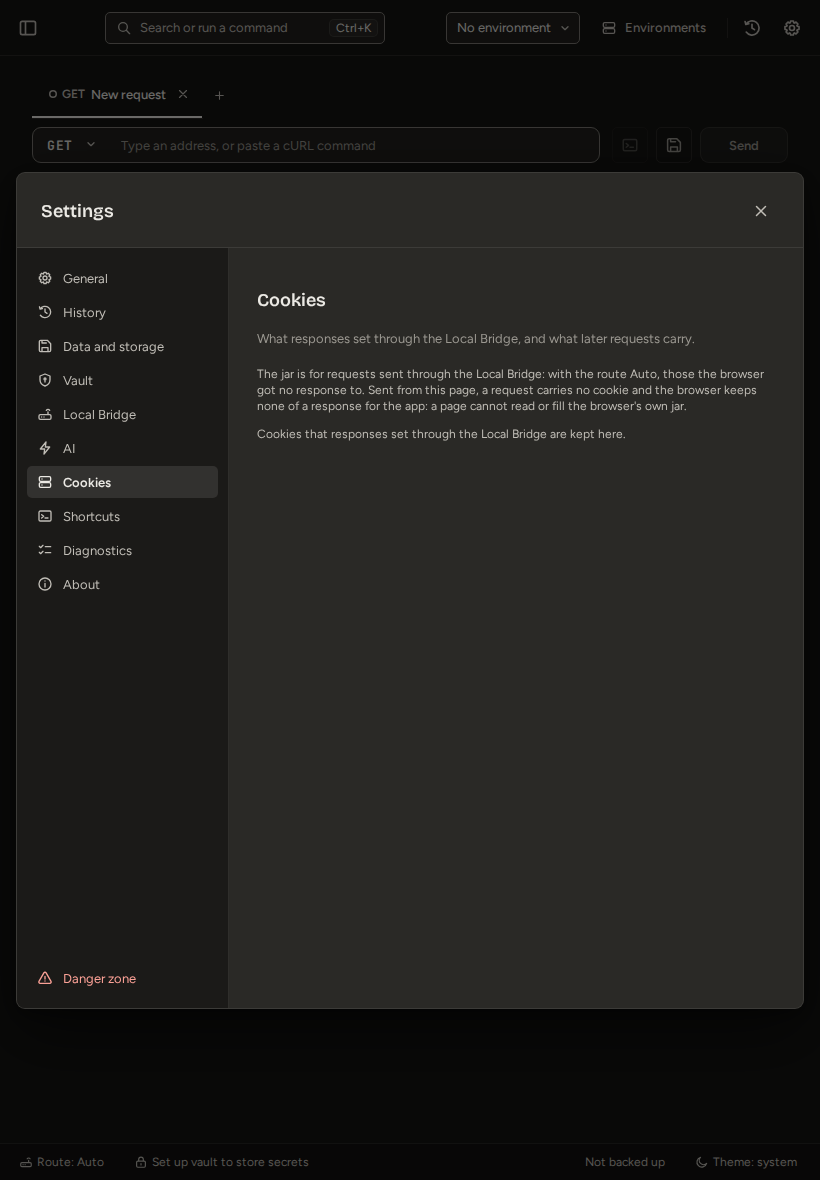 Search or run a command
Ctrl+K
No environment
Environments
GET New request
GET
Type an address, or paste a cURL command
Send
Settings
General
History
Data and storage
Vault
Local Bridge
AI
Cookies
Shortcuts
Diagnostics
About
Danger zone
Cookies
What responses set through the Local Bridge, and what later requests carry.
The jar is for requests sent through the Local Bridge: with the route Auto, those the browser
got no response to. Sent from this page, a request carries no cookie and the browser keeps
none of a response for the app: a page cannot read or fill the browser's own jar.
Cookies that responses set through the Local Bridge are kept here.
Route: Auto
Set up vault to store secrets
Not backed up
Theme: system